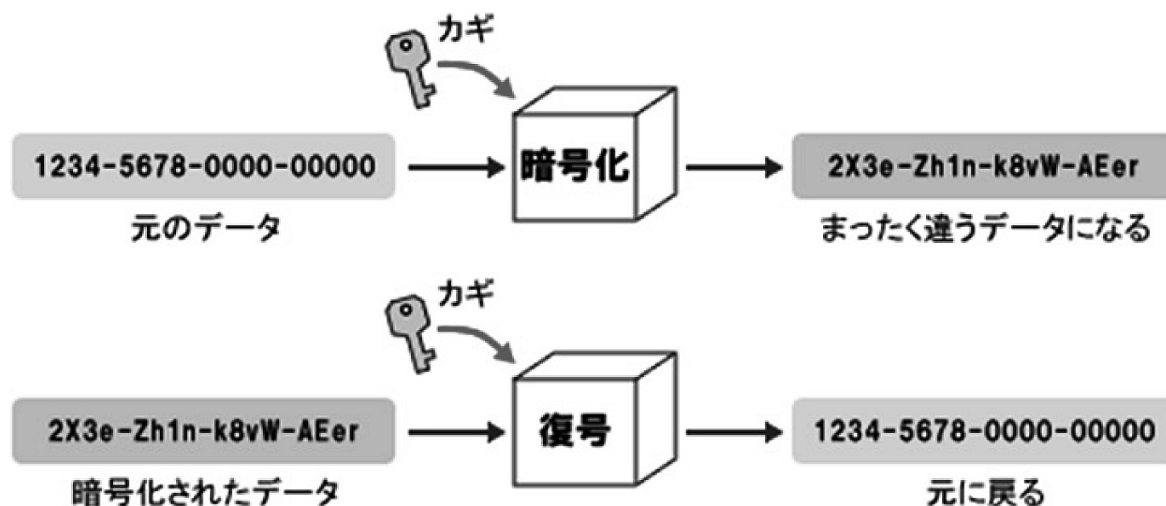 カギ
1234-5678-0000-00000
暗号化
2X3e-Zh1n-k8vW-AEer
元のデータ
まったく違うデータになる
カギ
2X3e-Zh1n-k8vW-AEer
復号
1234-5678-0000-00000
暗号化されたデータ
元に戻る